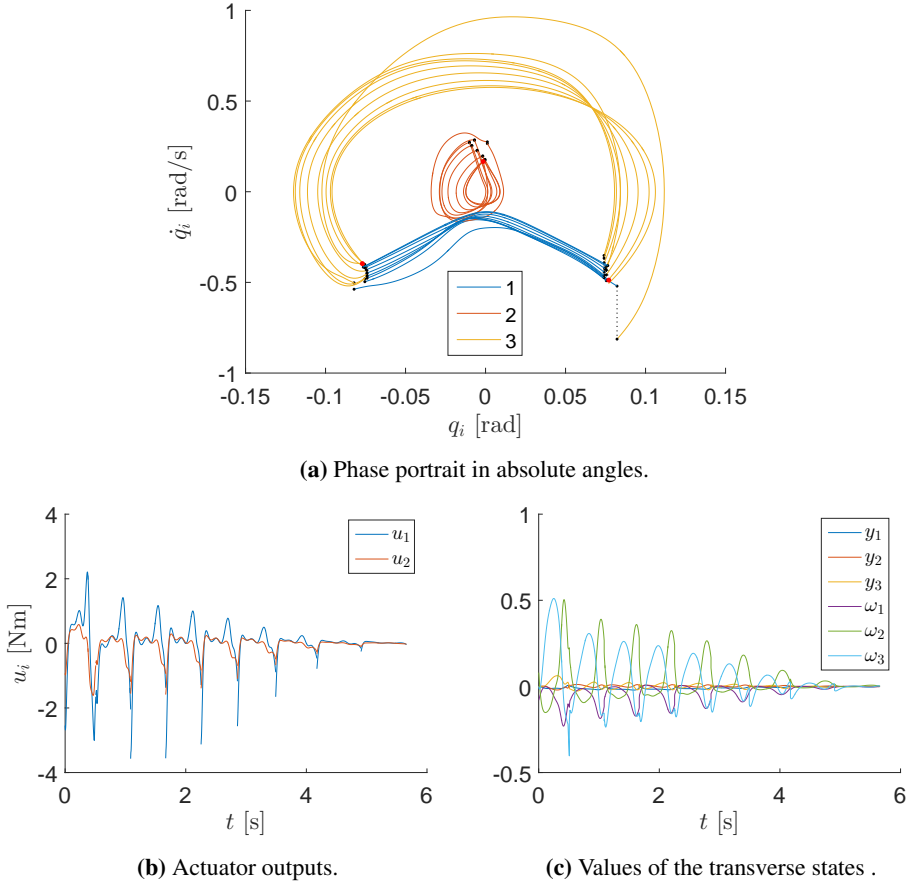 1
0.5
0
-0.5
-1
q̇ᵢ [rad/s]
1
2
3
-0.15
-0.1
-0.05
0
0.05
0.1
0.15
qᵢ [rad]
(a) Phase portrait in absolute angles.
4
2
0
-2
-4
uᵢ [Nm]
u₁
u₂
0
2
4
6
t [s]
(b) Actuator outputs.
1
0.5
0
-0.5
y₁
y₂
y₃
ω₁
ω₂
ω₃
0
2
4
6
t [s]
(c) Values of the transverse states .